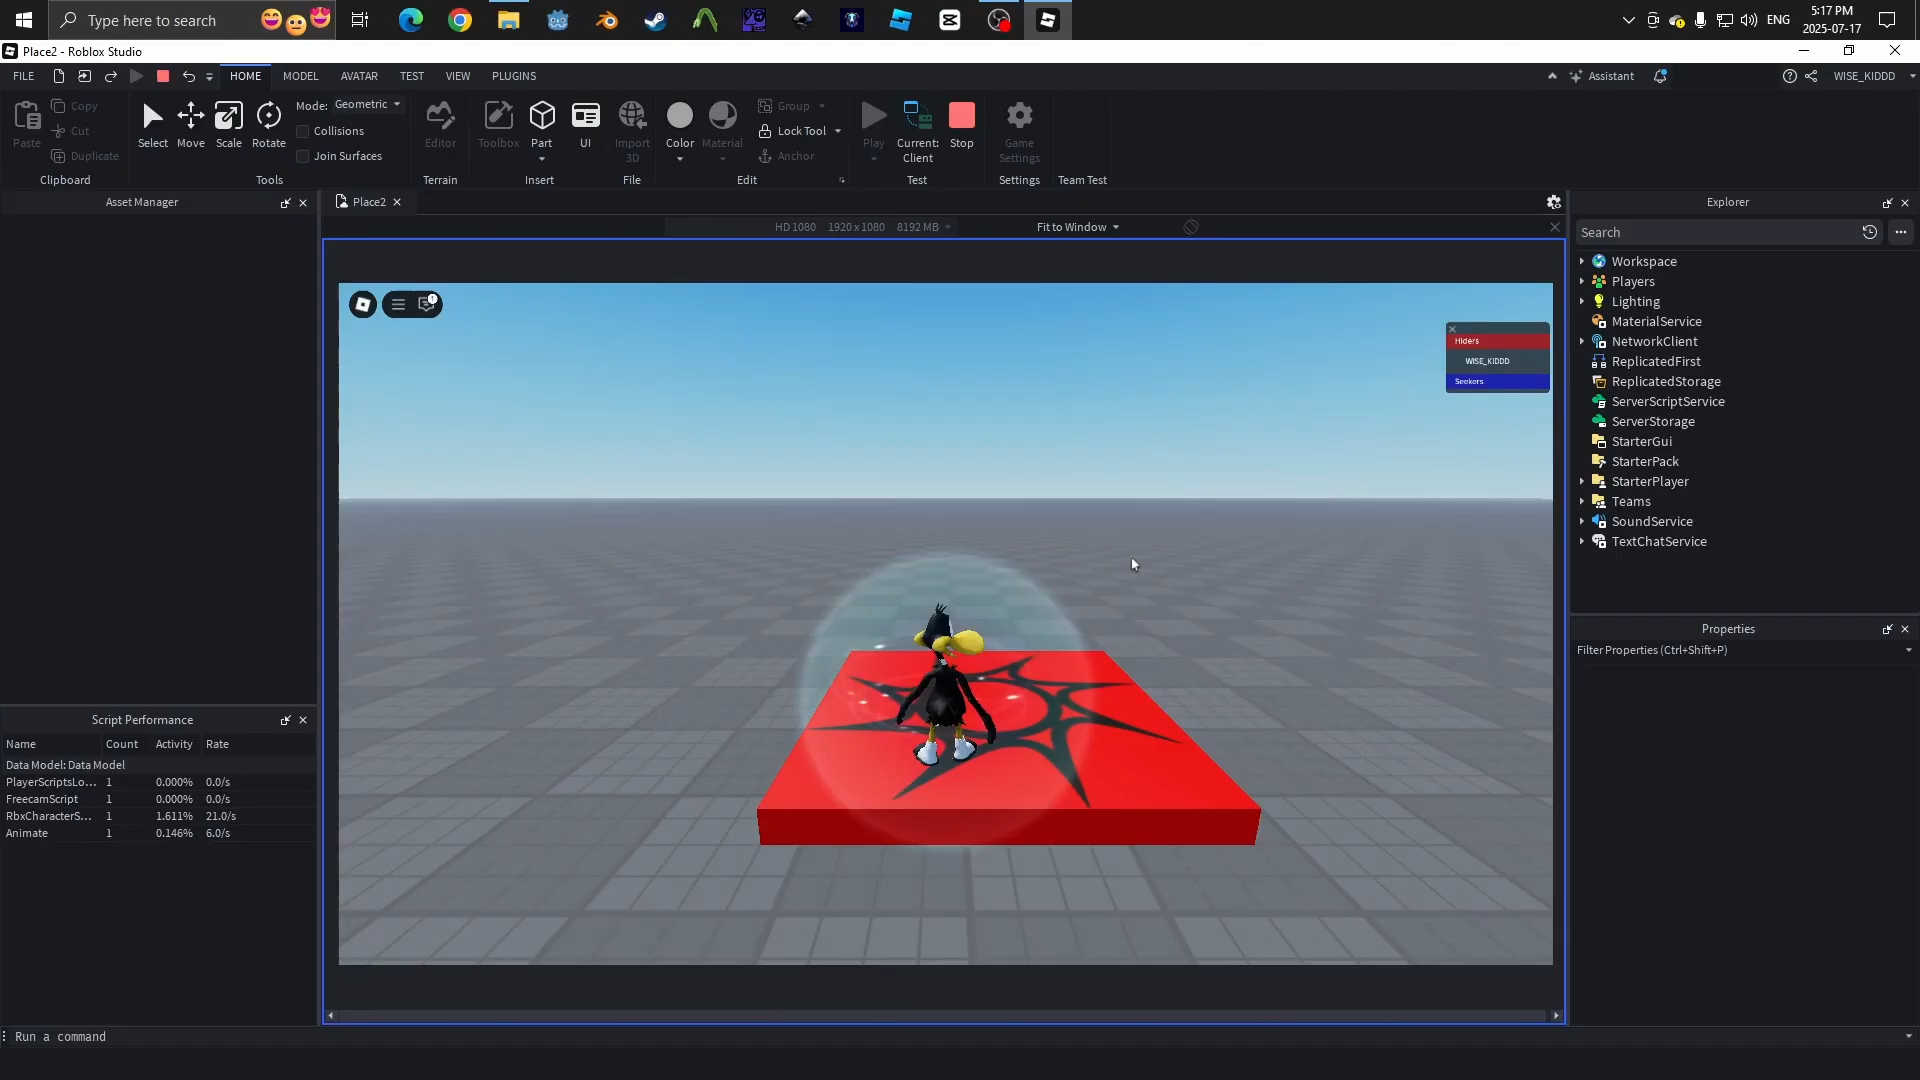 Type here to search
ENG
5:17 PM
2025-07-17
Place2 - Roblox Studio
FILE
HOME
MODEL
AVATAR
TEST
VIEW
PLUGINS
Assistant
WISE_KIDDD
Paste
Copy
Cut
Duplicate
Clipboard
Select
Move
Scale
Rotate
Mode: Geometric
Collisions
Join Surfaces
Tools
Editor
Terrain
Toolbox
Part
UI
Insert
Import
3D
File
Color
Material
Group
Lock Tool
Anchor
Edit
Play
Current:
Client
Stop
Test
Game
Settings
Settings
Team Test
Asset Manager
Place2
HD 1080 1920 x 1080 8192 MB
Fit to Window
Hiders
WISE_KIDDD
Seekers
Explorer
Search
Workspace
Players
Lighting
MaterialService
NetworkClient
ReplicatedFirst
ReplicatedStorage
ServerScriptService
ServerStorage
StarterGui
StarterPack
StarterPlayer
Teams
SoundService
TextChatService
Properties
Filter Properties (Ctrl+Shift+P)
Script Performance
Name Count Activity Rate
Data Model: Data Model
PlayerScriptsLo... 1 0.000% 0.0/s
FreecamScript 1 0.000% 0.0/s
RbxCharacterS... 1 1.611% 21.0/s
Animate 1 0.146% 6.0/s
Run a command